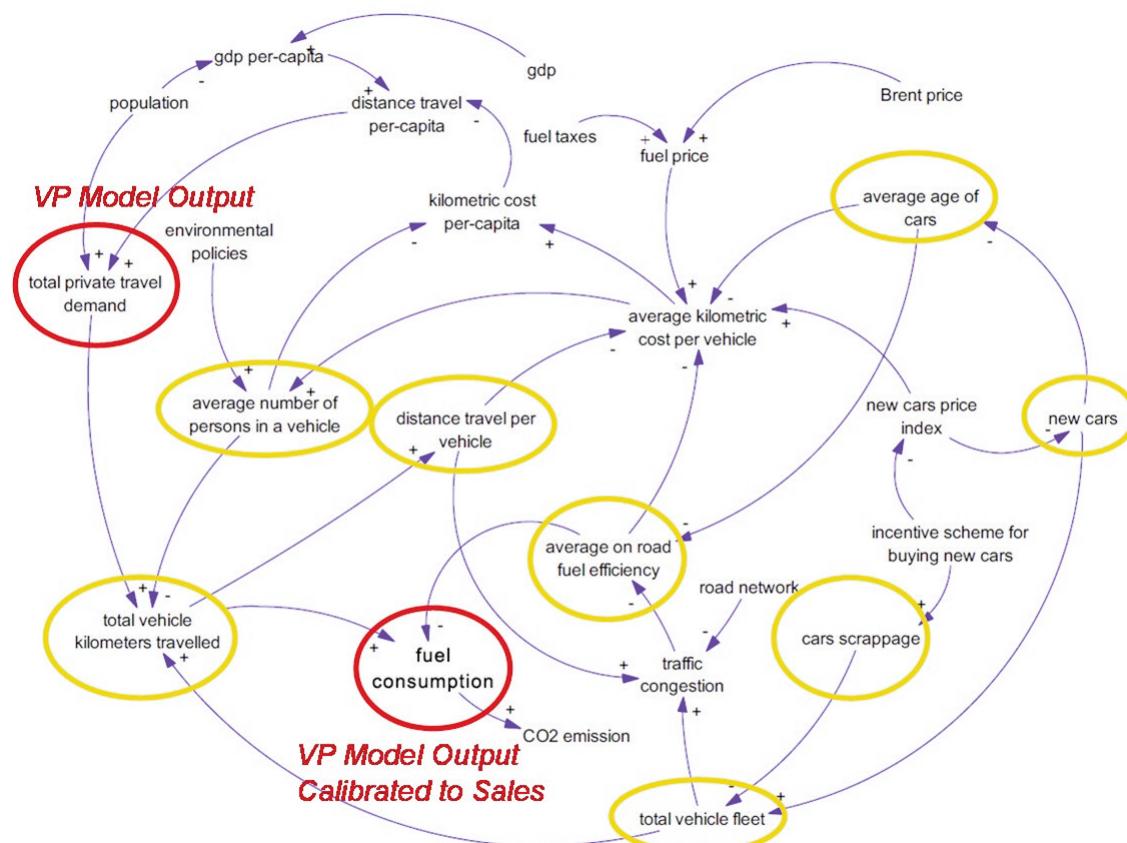 gdp per-capita
gdp
population
distance travel
per-capita
Brent price
fuel taxes
fuel price
VP Model Output
kilometric cost
per-capita
average age of
cars
environmental
policies
total private travel
demand
average kilometric
cost per vehicle
average number of
persons in a vehicle
distance travel per
vehicle
new cars price
index
new cars
average on road
fuel efficiency
incentive scheme for
buying new cars
road network
total vehicle
kilometers travelled
cars scrappage
fuel
consumption
traffic
congestion
CO2 emission
VP Model Output
Calibrated to Sales
total vehicle fleet